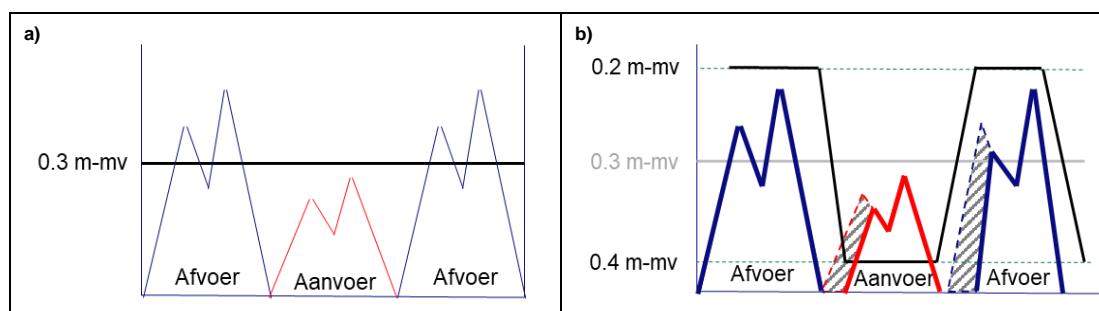 a)
0.3 m-mv
Afvoer
Aanvoer
Afvoer
b)
0.2 m-mv
0.3 m-mv
0.4 m-mv
Afvoer
Aanvoer
Afvoer